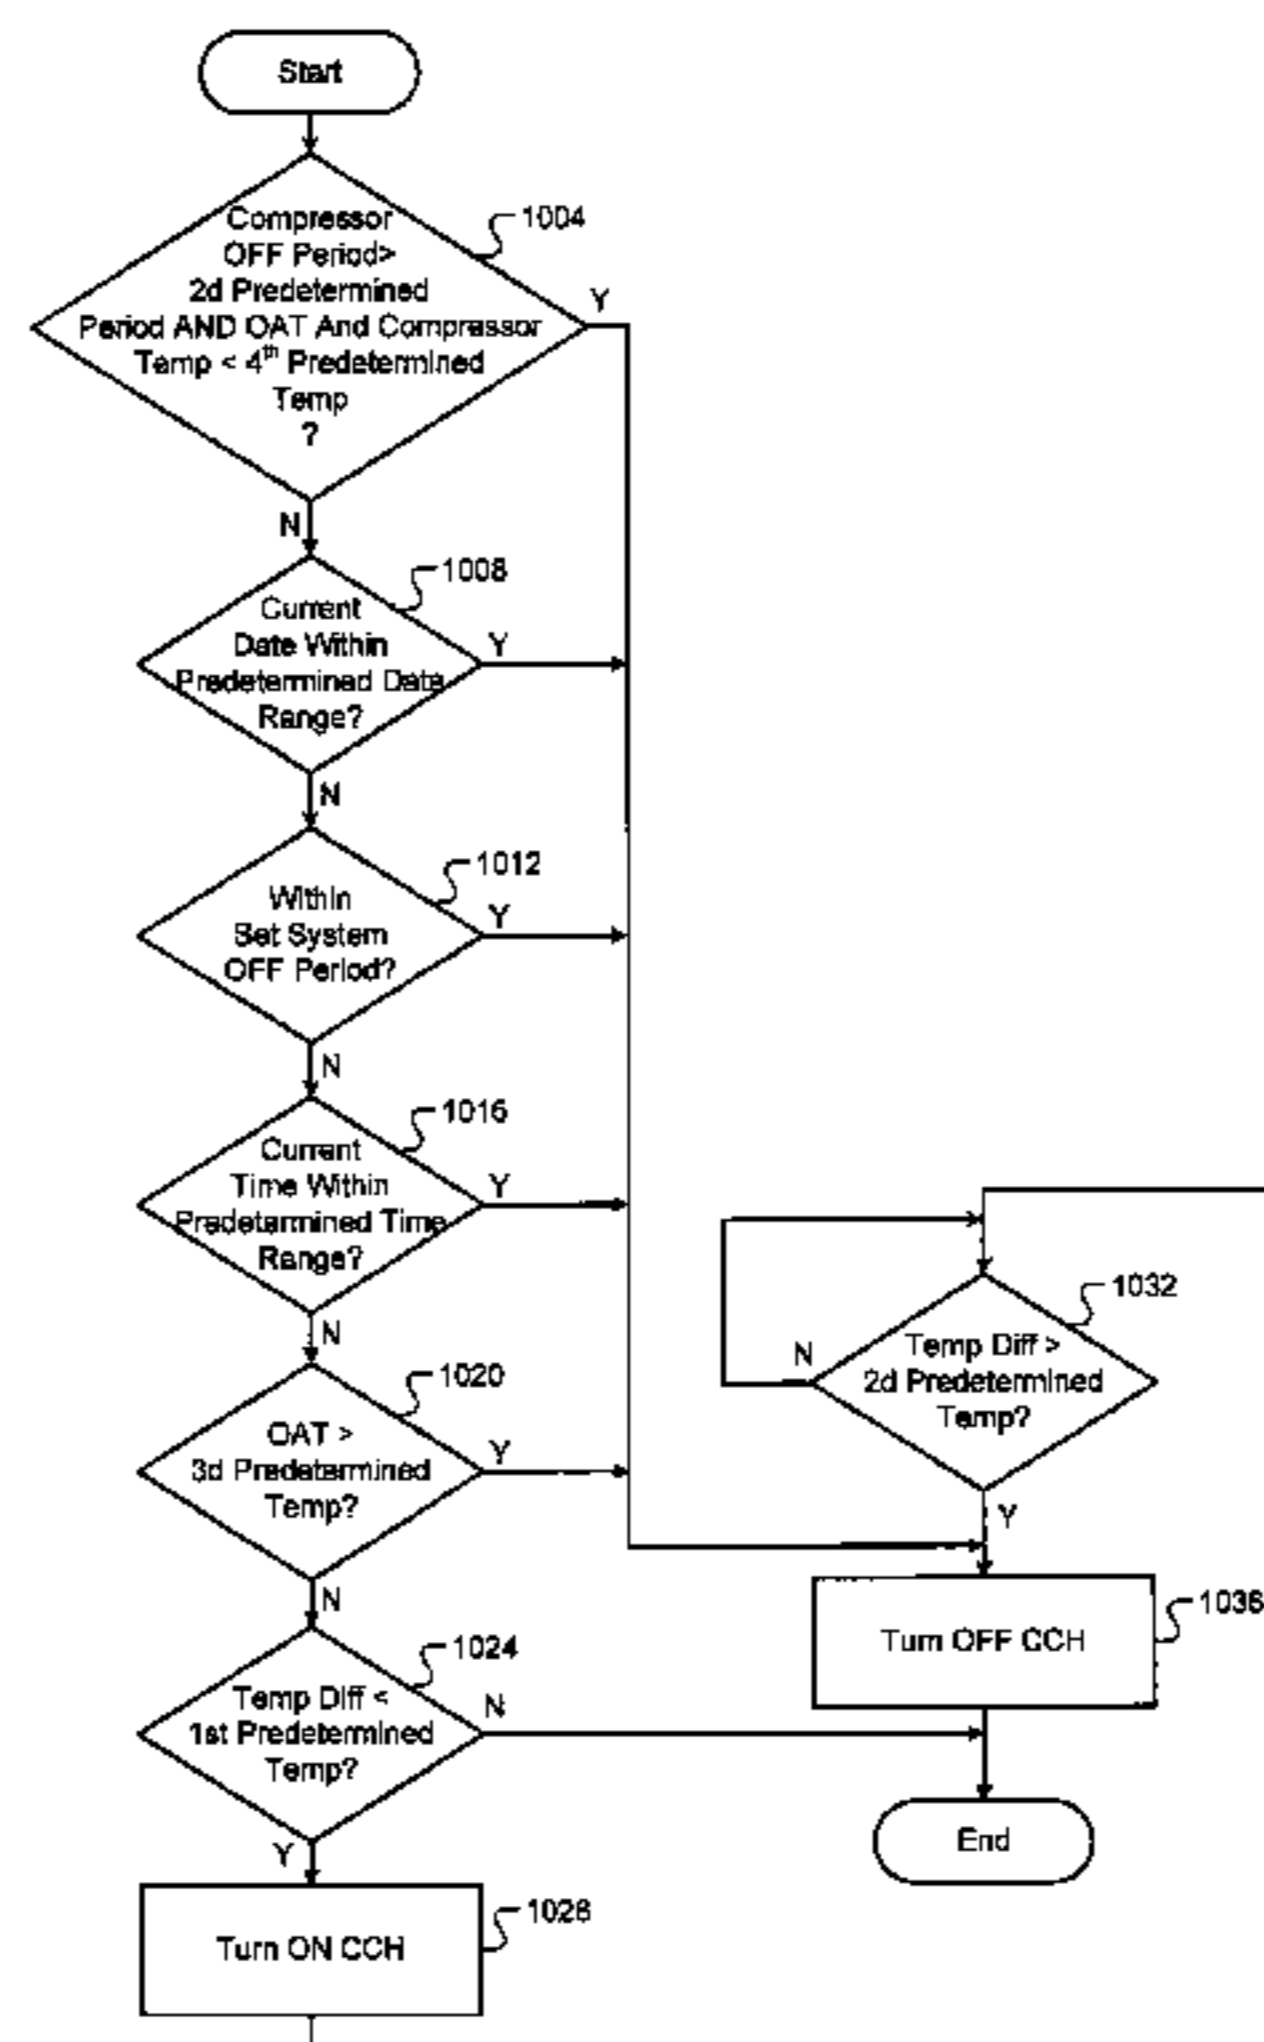 Start
Compressor
OFF Period>
2d Predetermined
Period AND OAT And Compressor
Temp < 4th Predetermined
Temp
?
1004
Y
N
Current
Date Within
Predetermined Date
Range?
1008
Y
N
Within
Set System
OFF Period?
1012
Y
N
Current
Time Within
Predetermined Time
Range?
1016
Y
N
OAT >
3d Predetermined
Temp?
1020
Y
N
Temp Diff <
1st Predetermined
Temp?
1024
N
Y
Turn ON CCH
1028
Temp Diff >
2d Predetermined
Temp?
1032
N
Y
Turn OFF CCH
1036
End